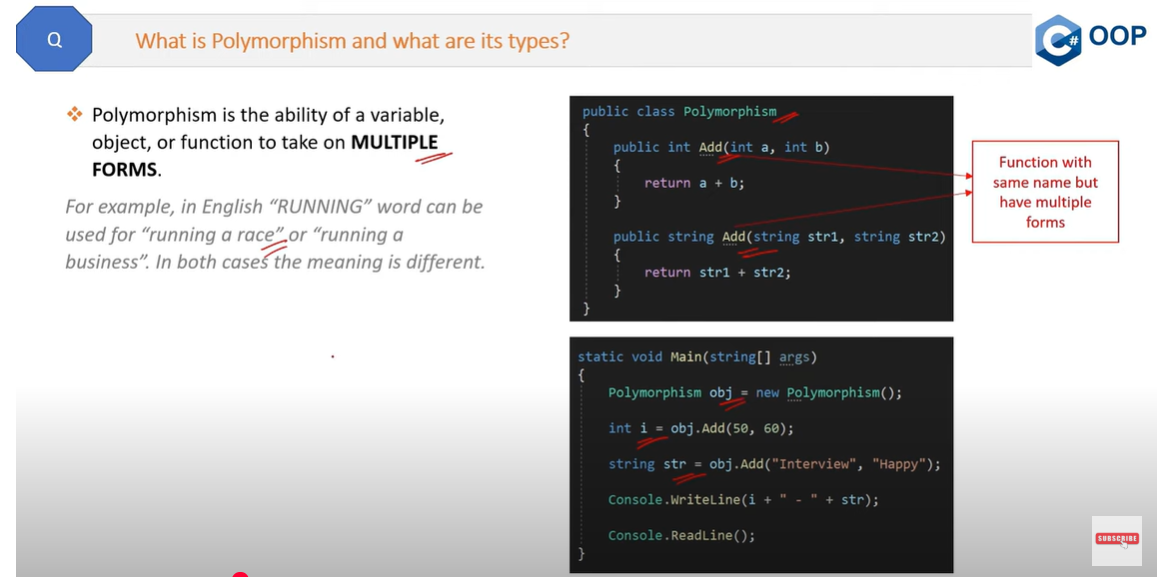 Q
What is Polymorphism and what are its types?
C#
OOP
❖ Polymorphism is the ability of a variable,
object, or function to take on MULTIPLE
FORMS.
For example, in English “RUNNING” word can be
used for “running a race” or “running a
business”. In both cases the meaning is different.
public class Polymorphism
{
public int Add(int a, int b)
{
return a + b;
}
public string Add(string str1, string str2)
{
return str1 + str2;
}
}
Function with
same name but
have multiple
forms
static void Main(string[] args)
{
Polymorphism obj = new Polymorphism();
int i = obj.Add(50, 60);
string str = obj.Add("Interview", "Happy");
Console.WriteLine(i + " - " + str);
Console.ReadLine();
}
SUBSCRIBE